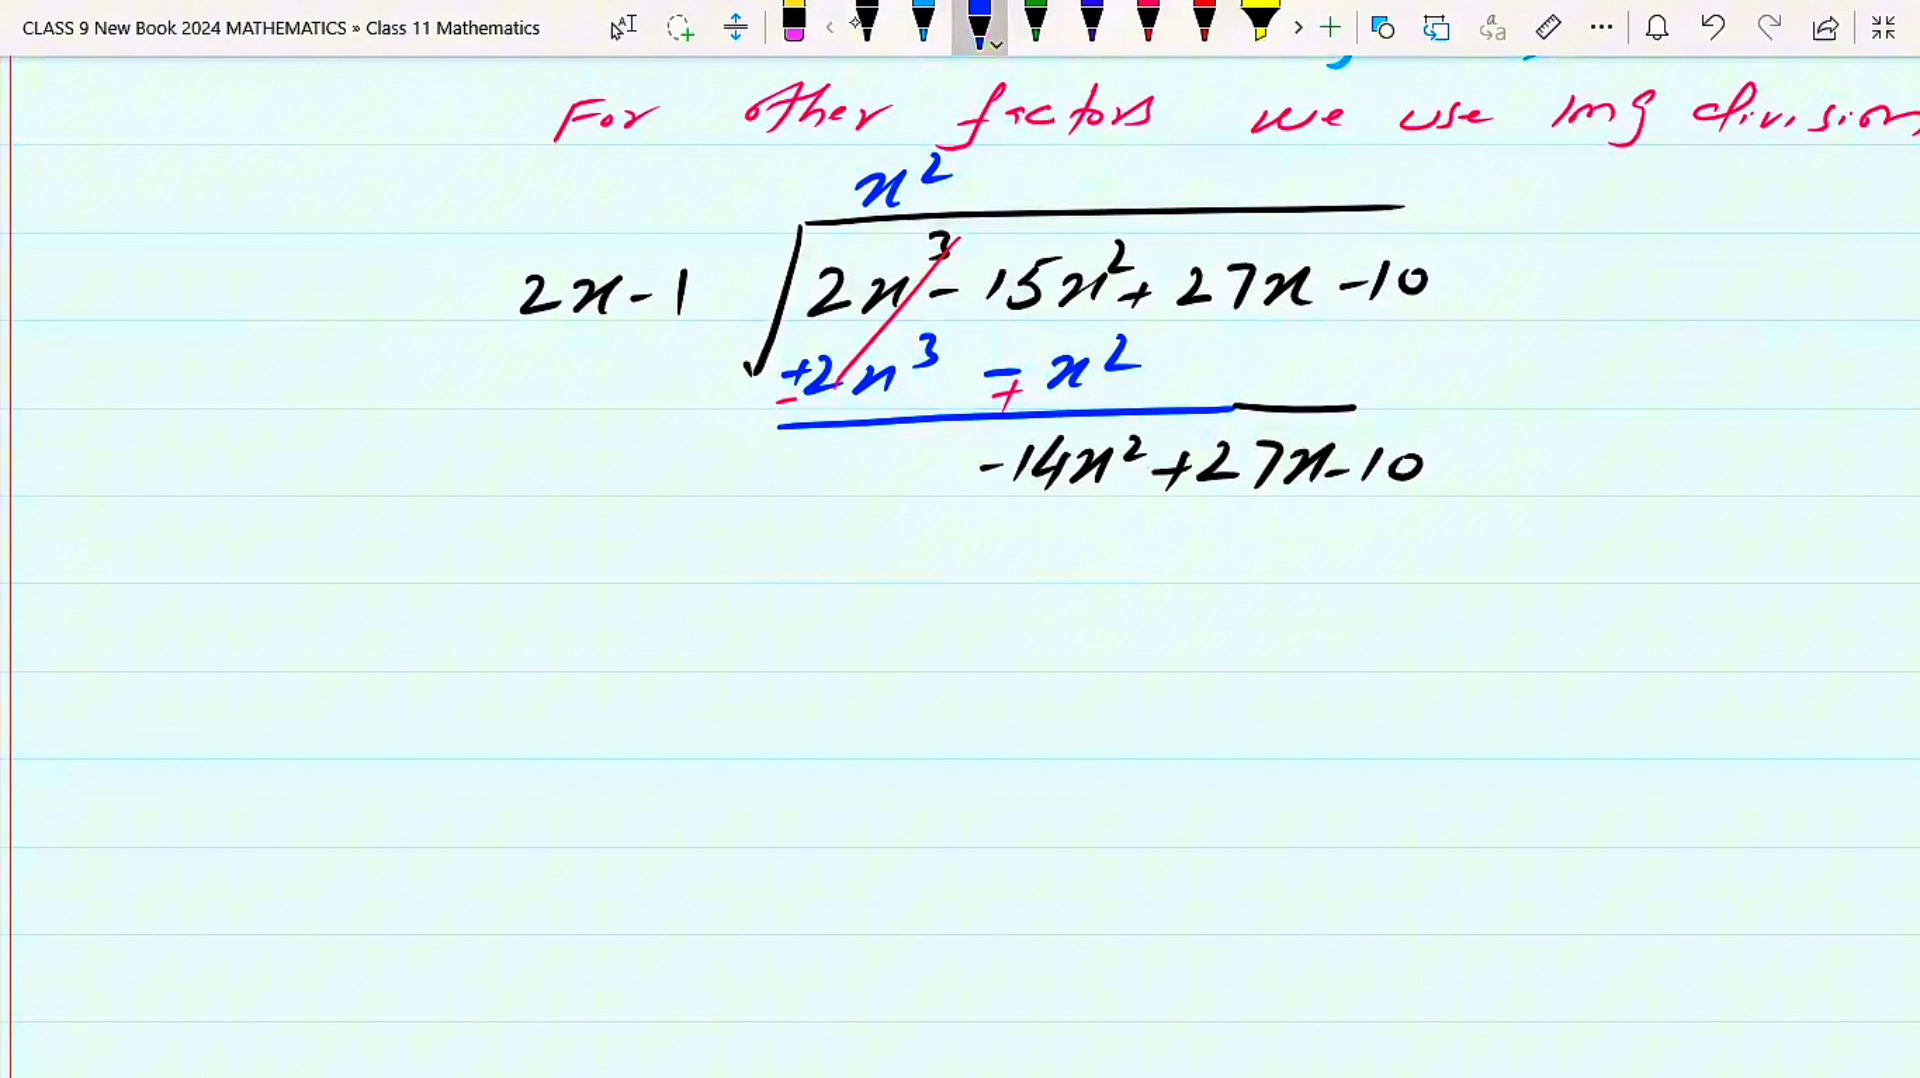 CLASS 9 New Book 2024 MATHEMATICS » Class 11 Mathematics
For other factors we use long division
x²
2x-1 √2x³ - 15x² + 27x - 10
+2x³ - x²
- +
-14x² + 27x - 10